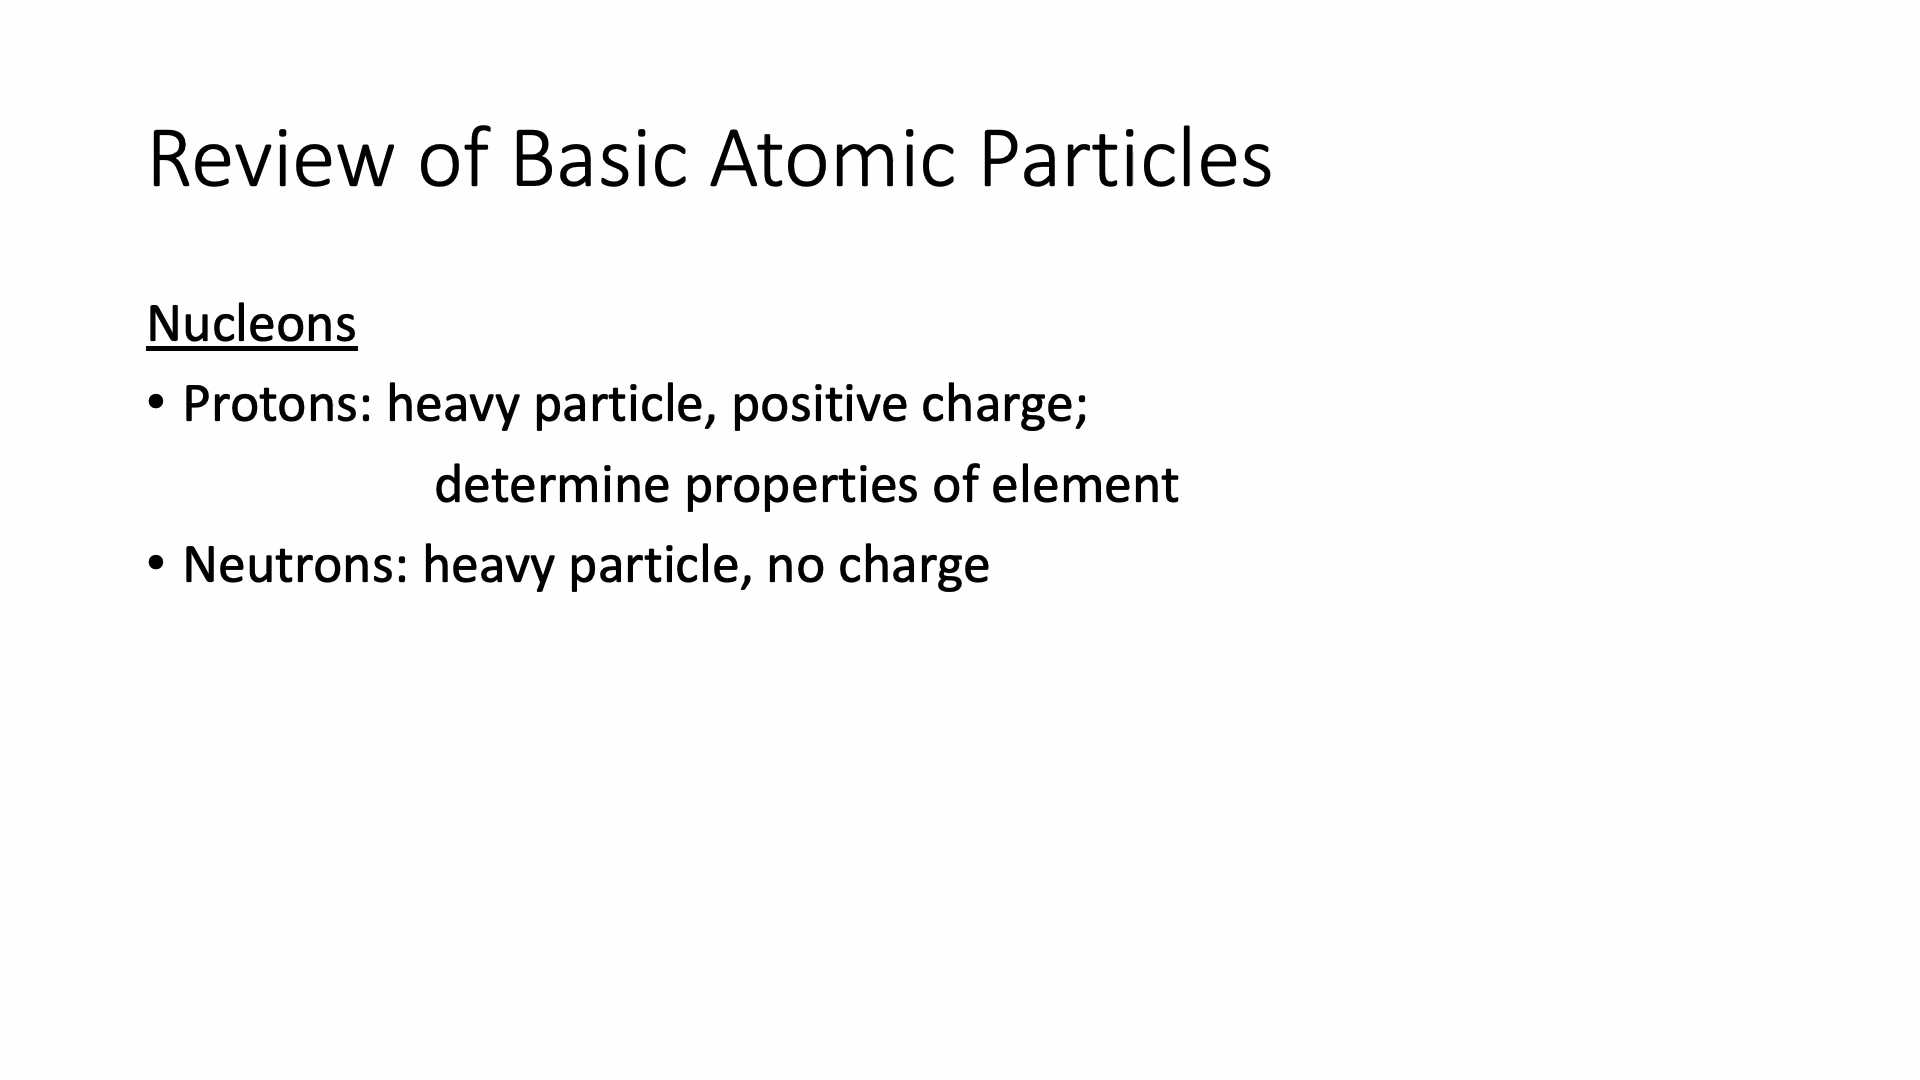 Review of Basic Atomic Particles
Nucleons
• Protons: heavy particle, positive charge;
determine properties of element
• Neutrons: heavy particle, no charge